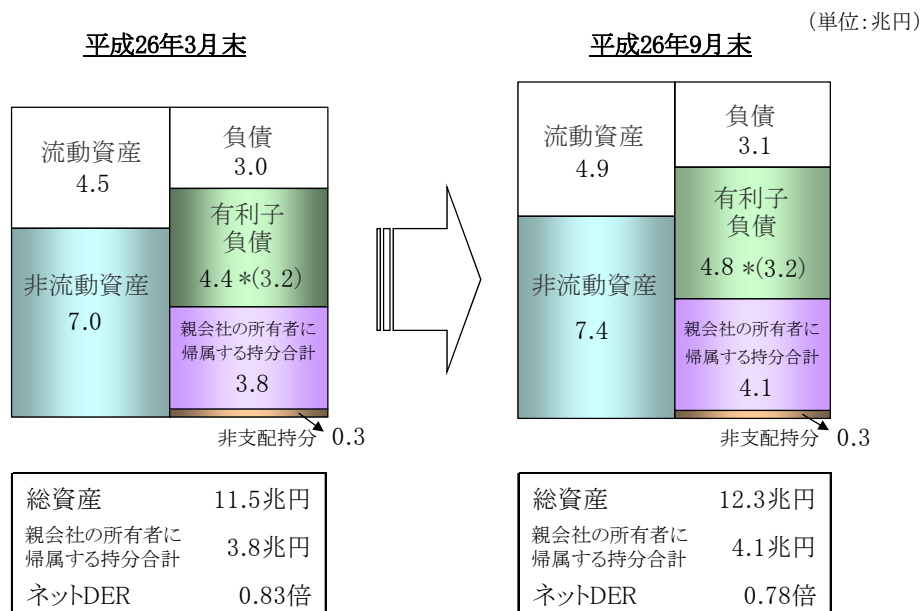 (単位:兆円)
平成26年3月末
流動資産
4.5
負債
3.0
有利子
負債
4.4 *(3.2)
非流動資産
7.0
親会社の所有者に
帰属する持分合計
3.8
非支配持分 0.3
総資産 11.5兆円
親会社の所有者に
帰属する持分合計 3.8兆円
ネットDER 0.83倍
平成26年9月末
流動資産
4.9
負債
3.1
有利子
負債
4.8 *(3.2)
非流動資産
7.4
親会社の所有者に
帰属する持分合計
4.1
非支配持分 0.3
総資産 12.3兆円
親会社の所有者に
帰属する持分合計 4.1兆円
ネットDER 0.78倍